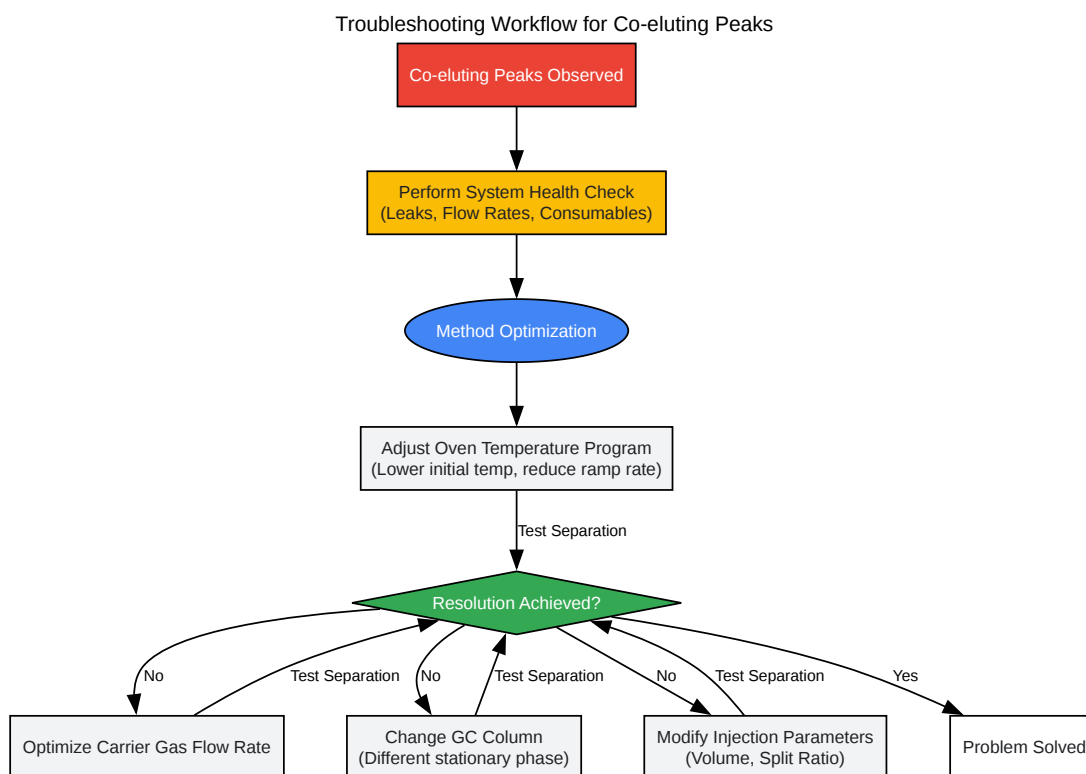 Troubleshooting Workflow for Co-eluting Peaks
Co-eluting Peaks Observed
Perform System Health Check
(Leaks, Flow Rates, Consumables)
Method Optimization
Adjust Oven Temperature Program
(Lower initial temp, reduce ramp rate)
Test Separation
Resolution Achieved?
No
Test Separation
No
Test Separation
No
Test Separation
Yes
Optimize Carrier Gas Flow Rate
Change GC Column
(Different stationary phase)
Modify Injection Parameters
(Volume, Split Ratio)
Problem Solved